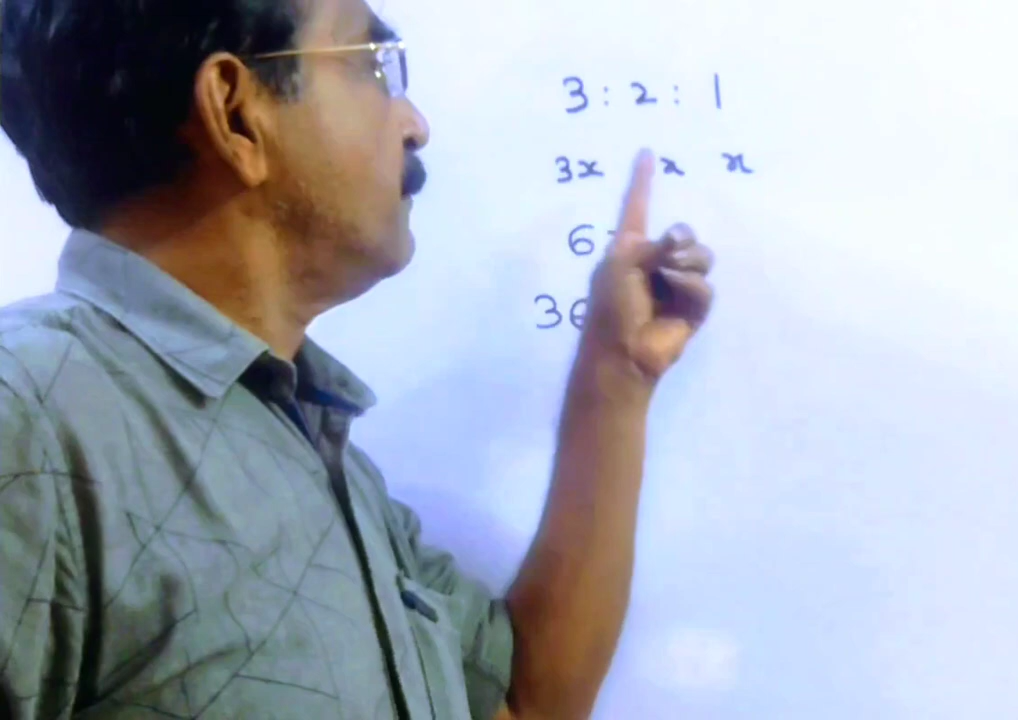 3 : 2 : 1
3x x x
6
36